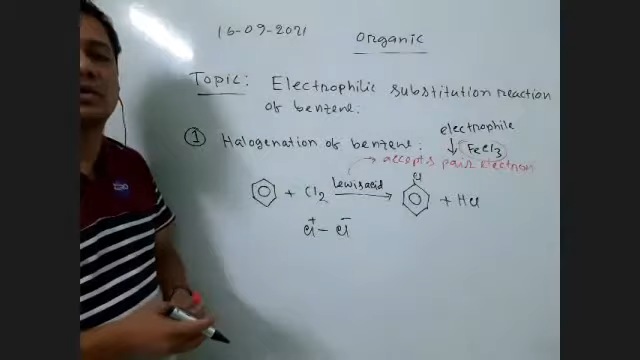 16-09-2021
Organic
Topic: Electrophilic substitution reaction
of benzene.
① Halogenation of benzene:
electrophile
↓ FeCl3
→ accepts pair electron
+ Cl2 Lewis acid → Cl + HCl
Cl+ – Cl-